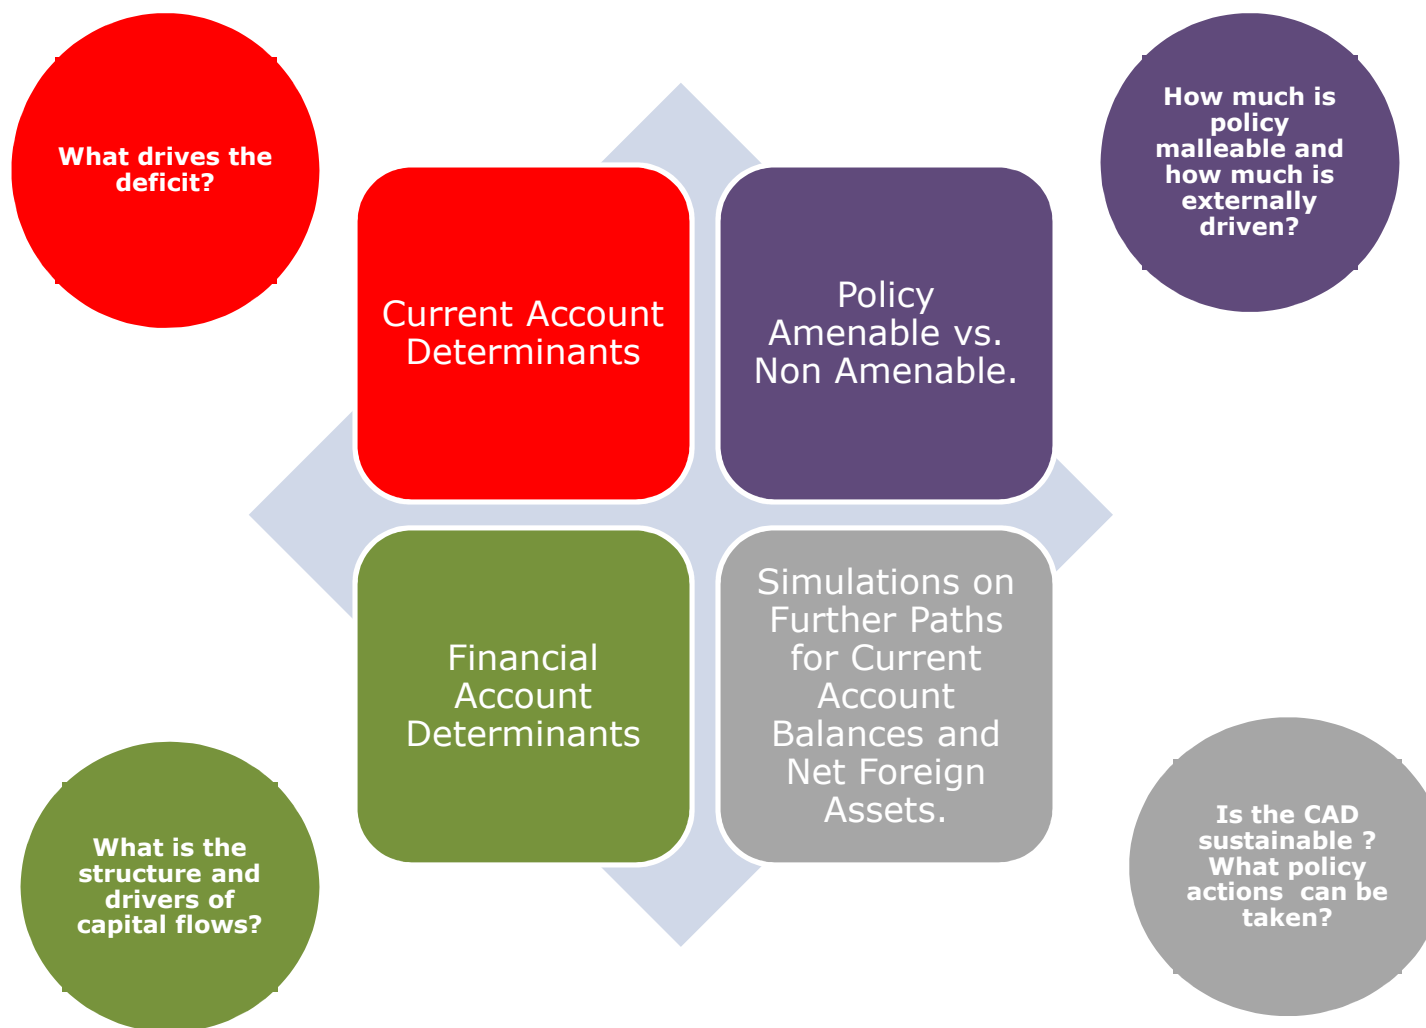 What drives the
deficit?
How much is
policy
malleable and
how much is
externally
driven?
Current Account
Determinants
Policy
Amenable vs.
Non Amenable.
Financial
Account
Determinants
Simulations on
Further Paths
for Current
Account
Balances and
Net Foreign
Assets.
What is the
structure and
drivers of
capital flows?
Is the CAD
sustainable ?
What policy
actions  can be
taken?